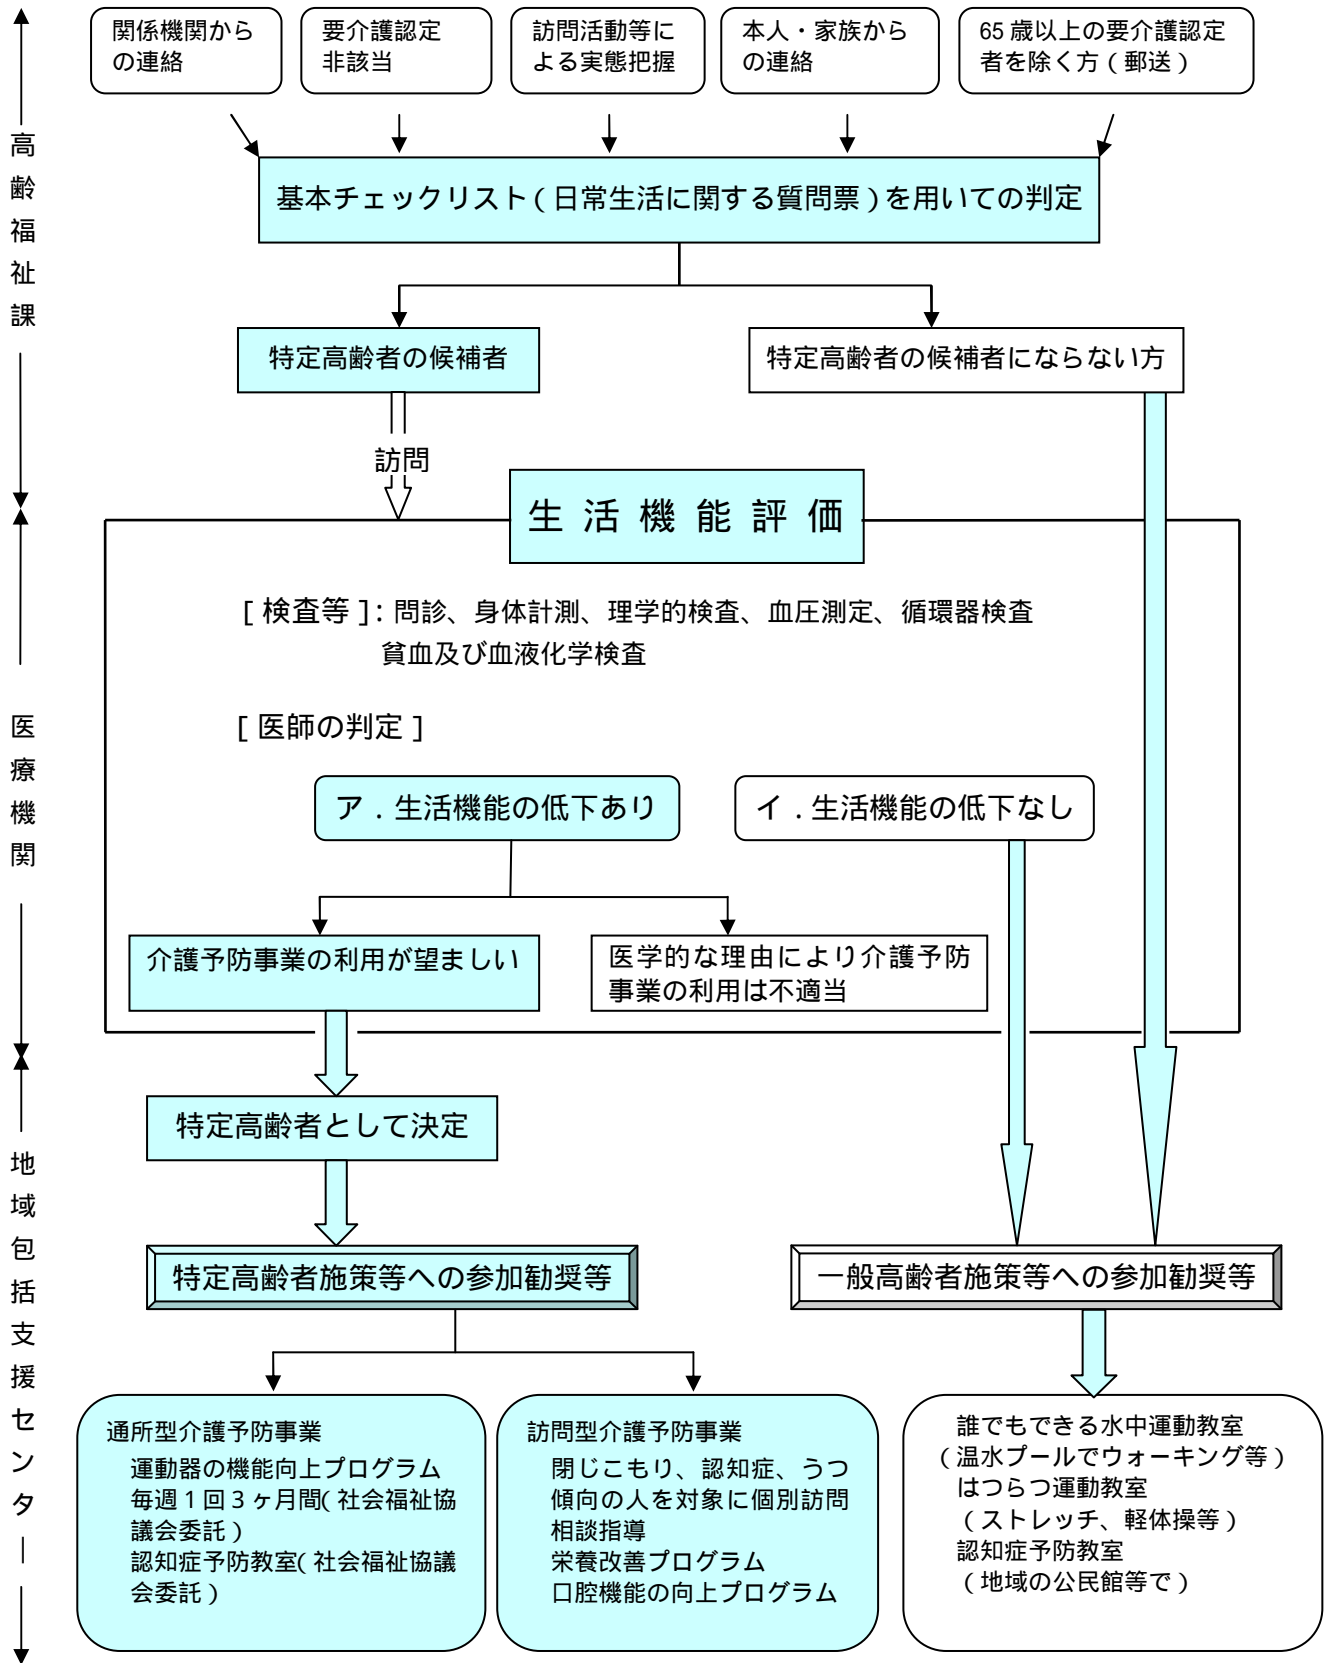 関係機関から
の連絡
要介護認定
非該当
訪問活動等に
よる実態把握
本人・家族から
の連絡
65 歳以上の要介護認定
者を除く方(郵送)
高齢福祉課
基本チェックリスト(日常生活に関する質問票)を用いての判定
特定高齢者の候補者
特定高齢者の候補者にならない方
訪問
生 活 機 能 評 価
[ 検査等 ]: 問診、身体計測、理学的検査、血圧測定、循環器検査
貧血及び血液化学検査
[ 医師の判定 ]
医療機関
ア．生活機能の低下あり
イ．生活機能の低下なし
介護予防事業の利用が望ましい
医学的な理由により介護予防
事業の利用は不適当
特定高齢者として決定
地域包括支援センター
特定高齢者施策等への参加勧奨等
一般高齢者施策等への参加勧奨等
通所型介護予防事業
運動器の機能向上プログラム
毎週１回３ヶ月間(社会福祉協
議会委託)
認知症予防教室(社会福祉協議
会委託)
訪問型介護予防事業
閉じこもり、認知症、うつ
傾向の人を対象に個別訪問
相談指導
栄養改善プログラム
口腔機能の向上プログラム
誰でもできる水中運動教室
(温水プールでウォーキング等)
はつらつ運動教室
(ストレッチ、軽体操等)
認知症予防教室
(地域の公民館等で)